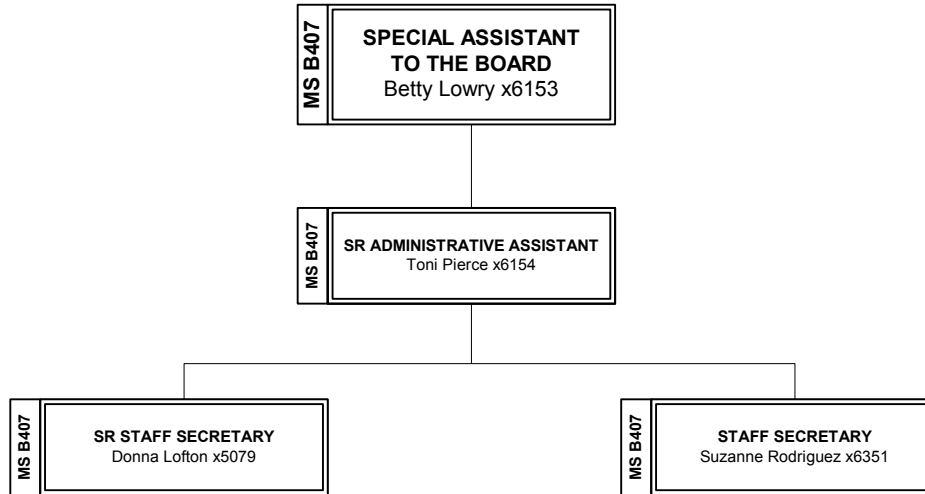 MS B407
SPECIAL ASSISTANT
TO THE BOARD
Betty Lowry x6153
MS B407
SR ADMINISTRATIVE ASSISTANT
Toni Pierce x6154
MS B407
SR STAFF SECRETARY
Donna Lofton x5079
MS B407
STAFF SECRETARY
Suzanne Rodriguez x6351